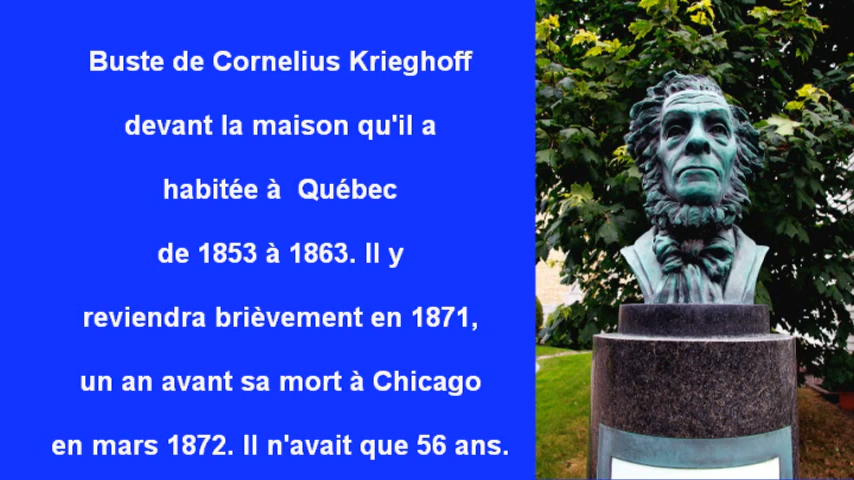 Buste de Cornelius Krieghoff
devant la maison qu'il a
habitée à  Québec
de 1853 à 1863. Il y
reviendra brièvement en 1871,
un an avant sa mort à Chicago
en mars 1872. Il n'avait que 56 ans.